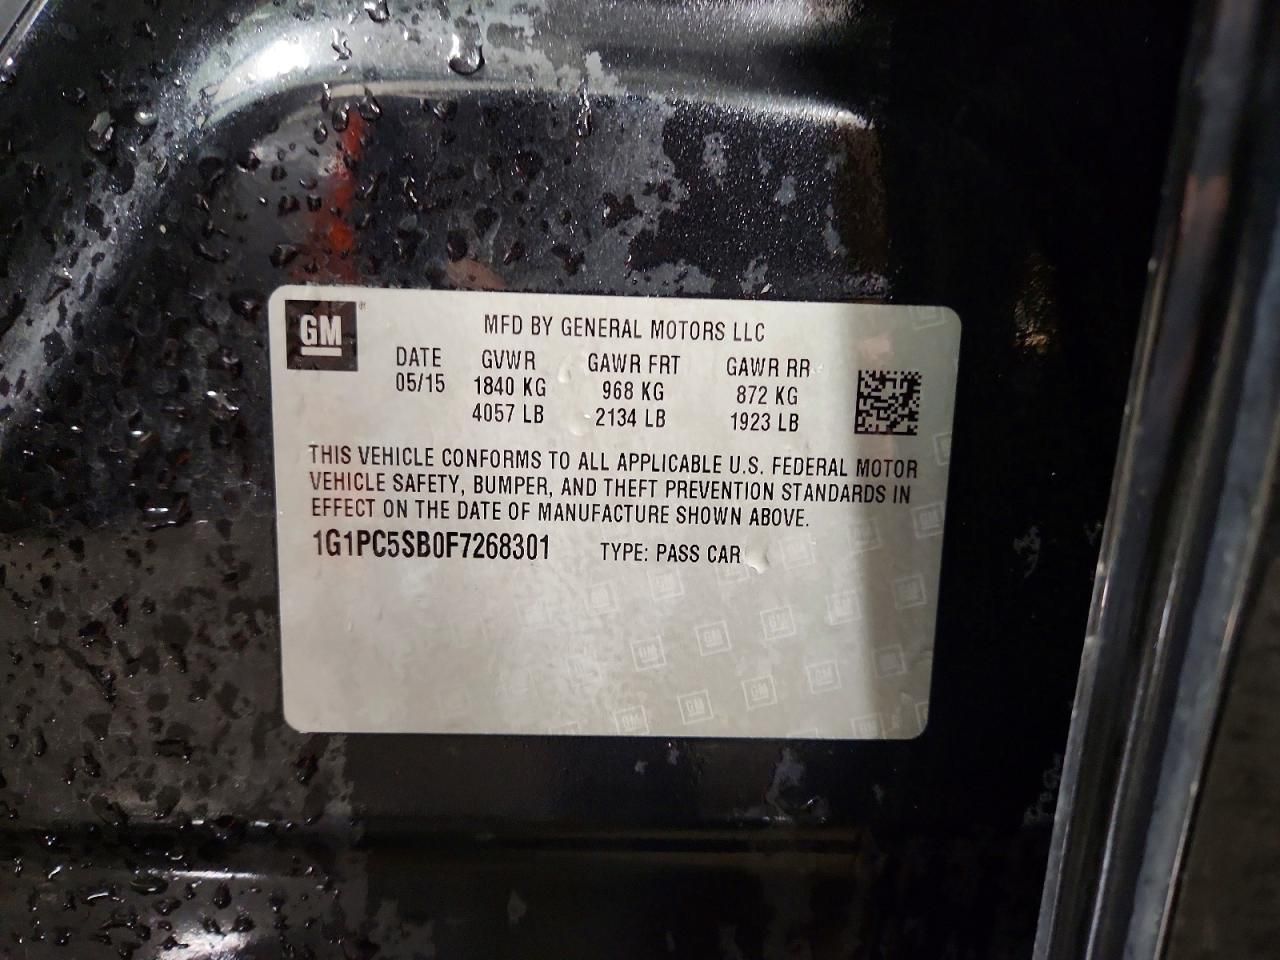 GM
MFD BY GENERAL MOTORS LLC
DATE GVWR GAWR FRT GAWR RR
05/15 1840 KG 968 KG 872 KG
4057 LB 2134 LB 1923 LB
THIS VEHICLE CONFORMS TO ALL APPLICABLE U.S. FEDERAL MOTOR
VEHICLE SAFETY, BUMPER, AND THEFT PREVENTION STANDARDS IN
EFFECT ON THE DATE OF MANUFACTURE SHOWN ABOVE.
1G1PC5SB0F7268301 TYPE: PASS CAR